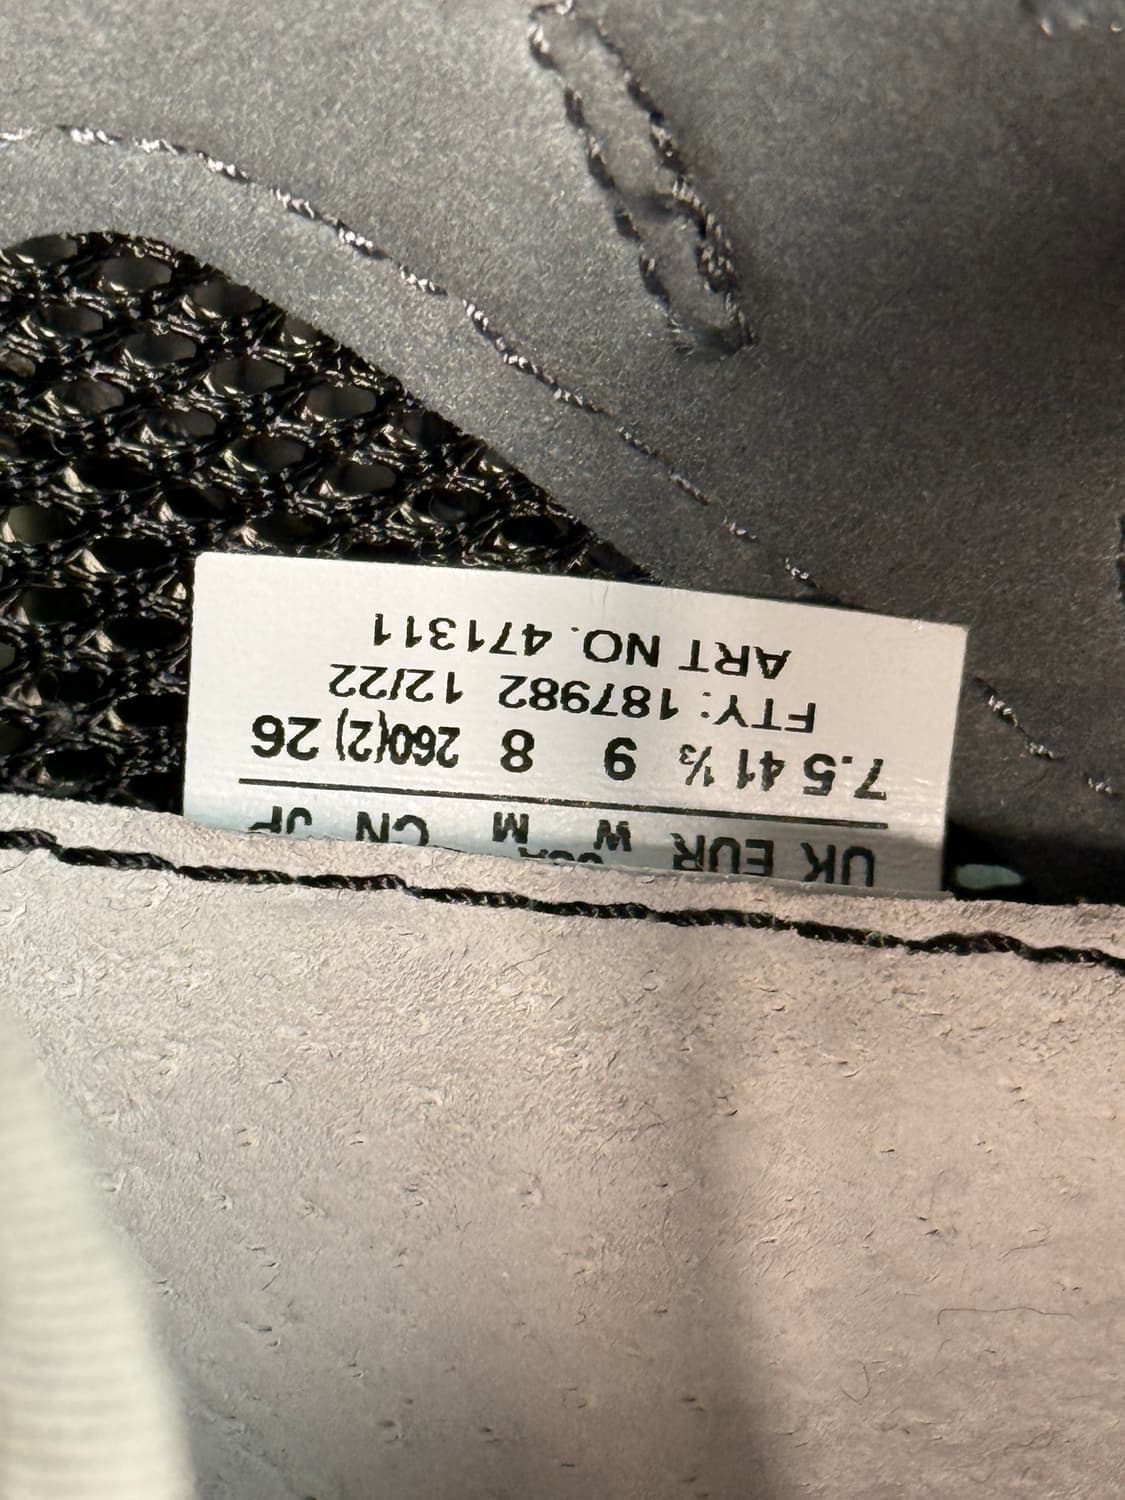 UK EUR W USA M CN JP
7.5 41 ⅓ 9 8 260(2) 26
FTY: 187982 12/22
ART NO. 471311